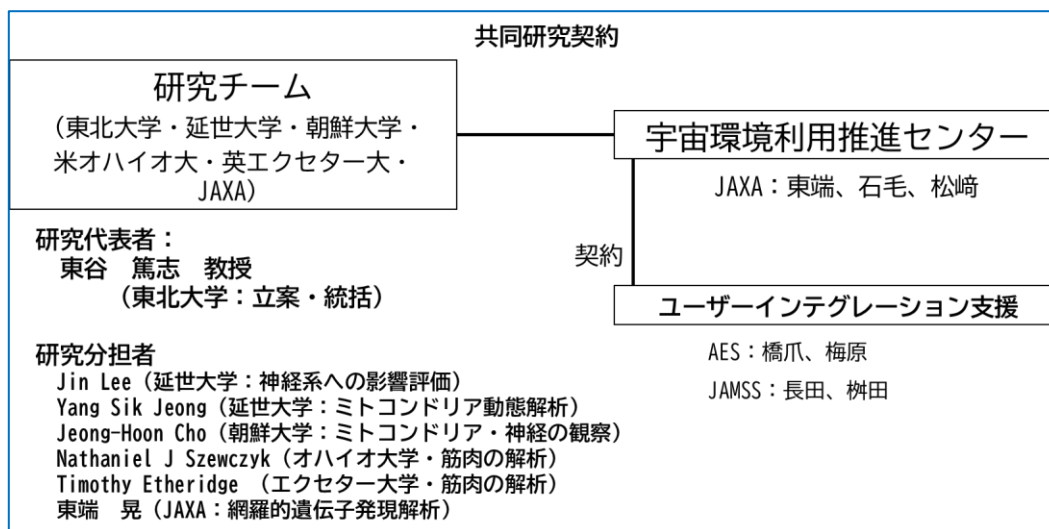 共同研究契約
研究チーム
（東北大学・延世大学・朝鮮大学・
米オハイオ大・英エクセター大・
JAXA）
宇宙環境利用推進センター
JAXA：東端、石毛、松﨑
研究代表者：
東谷　篤志　教授
（東北大学：立案・統括）
契約
ユーザーインテグレーション支援
AES：橋爪、梅原
JAMSS：長田、桝田
研究分担者
Jin Lee（延世大学：神経系への影響評価）
Yang Sik Jeong（延世大学：ミトコンドリア動態解析）
Jeong-Hoon Cho（朝鮮大学：ミトコンドリア・神経の観察）
Nathaniel J Szewczyk（オハイオ大学・筋肉の解析）
Timothy Etheridge （エクセター大学・筋肉の解析）
東端　晃（JAXA：網羅的遺伝子発現解析）